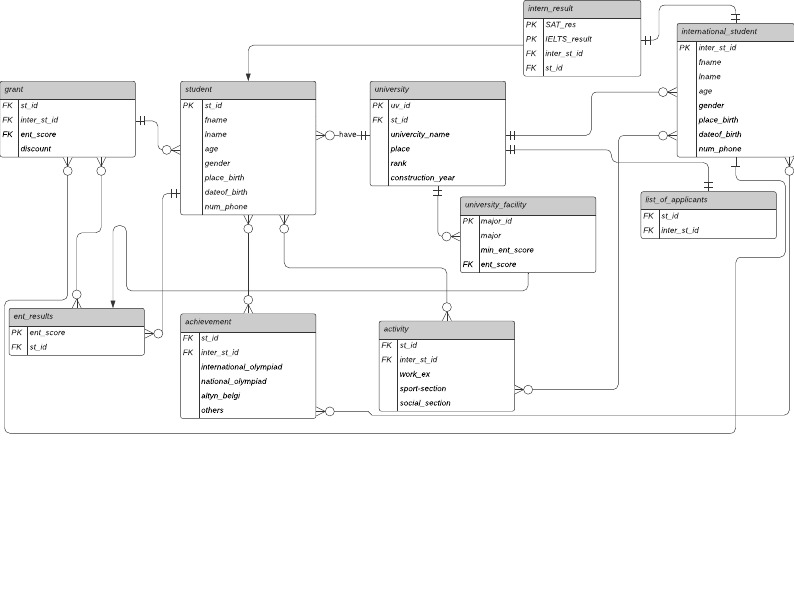 intern_result
PK SAT_res
PK IELTS_result
FK inter_st_id
FK st_id
international_student
PK inter_st_id
fname
lname
age
gender
place_birth
dateof_birth
num_phone
grant
FK st_id
FK inter_st_id
FK ent_score
discount
student
PK st_id
fname
lname
age
gender
place_birth
dateof_birth
num_phone
have
university
PK uv_id
FK st_id
univercity_name
place
rank
construction_year
university_facility
PK major_id
major
min_ent_score
FK ent_score
list_of_applicants
FK st_id
FK inter_st_id
ent_results
PK ent_score
FK st_id
achievement
FK st_id
FK inter_st_id
international_olympiad
national_olympiad
altyn_belgi
others
activity
FK st_id
FK inter_st_id
work_ex
sport-section
social_section